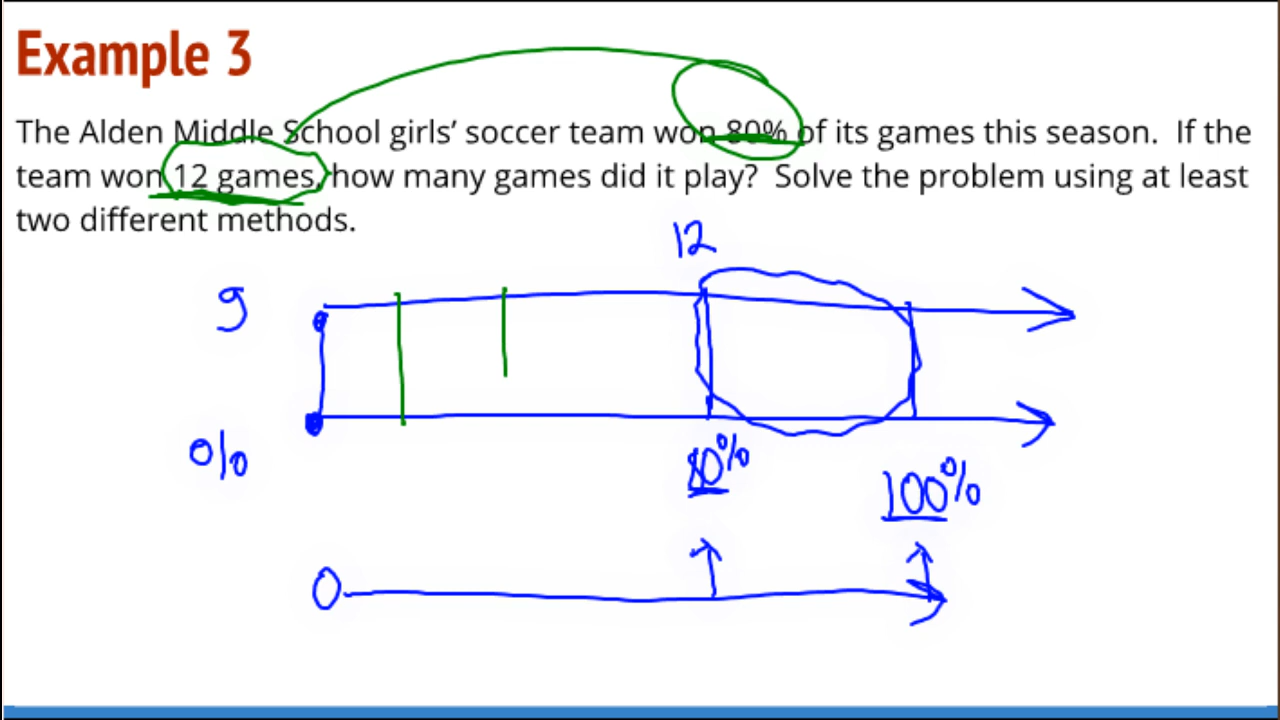 Example 3
The Alden Middle School girls’ soccer team won 80% of its games this season. If the
team won 12 games, how many games did it play? Solve the problem using at least
two different methods.
12
g
%
80%
100%
0